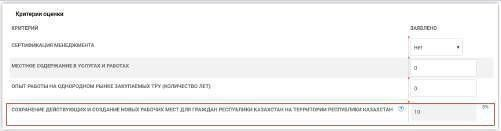 Критерии оценки
КРИТЕРИЙ ЗАЯВЛЕНО
СЕРТИФИКАЦИЯ МЕНЕДЖМЕНТА Нет
МЕСТНОЕ СОДЕРЖАНИЕ В УСЛУГАХ И РАБОТАХ 0
ОПЫТ РАБОТЫ НА ОДНОРОДНОМ РЫНКЕ ЗАКУПАЕМЫХ ТРУ (КОЛИЧЕСТВО ЛЕТ) 0
СОХРАНЕНИЕ ДЕЙСТВУЮЩИХ И СОЗДАНИЕ НОВЫХ РАБОЧИХ МЕСТ ДЛЯ ГРАЖДАН РЕСПУБЛИКИ КАЗАХСТАН НА ТЕРРИТОРИИ РЕСПУБЛИКИ КАЗАХСТАН ? 10